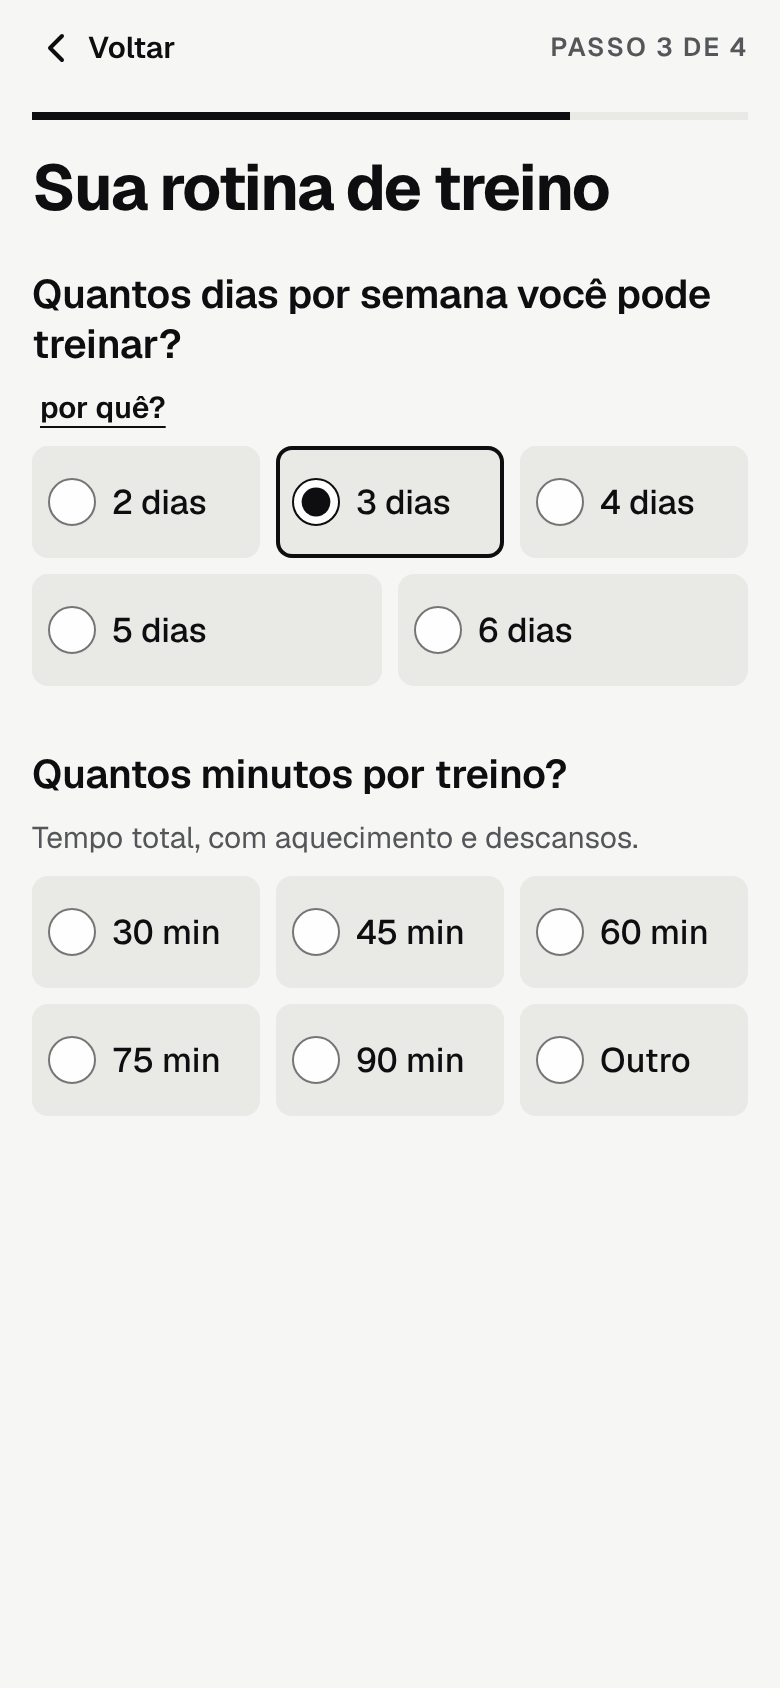 Voltar
PASSO 3 DE 4
Sua rotina de treino
Quantos dias por semana você pode
treinar?
por quê?
2 dias
3 dias
4 dias
5 dias
6 dias
Quantos minutos por treino?
Tempo total, com aquecimento e descansos.
30 min
45 min
60 min
75 min
90 min
Outro